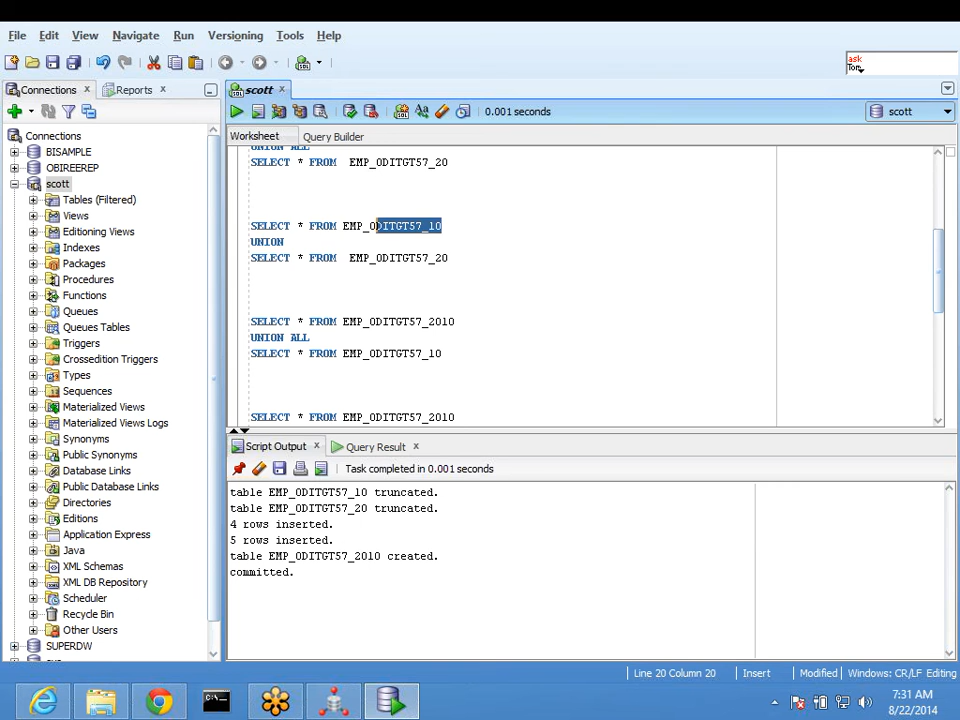 File Edit View Navigate Run Versioning Tools Help
ask
Tom
Connections
Reports
scott
0.001 seconds
scott
Worksheet Query Builder
Connections
BISAMPLE
OBIREEREP
scott
Tables (Filtered)
Views
Editioning Views
Indexes
Packages
Procedures
Functions
Queues
Queues Tables
Triggers
Crossedition Triggers
Types
Sequences
Materialized Views
Materialized Views Logs
Synonyms
Public Synonyms
Database Links
Public Database Links
Directories
Editions
Application Express
Java
XML Schemas
XML DB Repository
Scheduler
Recycle Bin
Other Users
SUPERDW
UNION ALL
SELECT * FROM  EMP_ODITGT57_20
SELECT * FROM EMP_ODITGT57_10
UNION
SELECT * FROM  EMP_ODITGT57_20
SELECT * FROM EMP_ODITGT57_2010
UNION ALL
SELECT * FROM EMP_ODITGT57_10
SELECT * FROM EMP_ODITGT57_2010
Script Output
Query Result
Task completed in 0.001 seconds
table EMP_ODITGT57_10 truncated.
table EMP_ODITGT57_20 truncated.
4 rows inserted.
5 rows inserted.
table EMP_ODITGT57_2010 created.
committed.
Line 20 Column 20 Insert Modified Windows: CR/LF Editing
7:31 AM
8/22/2014